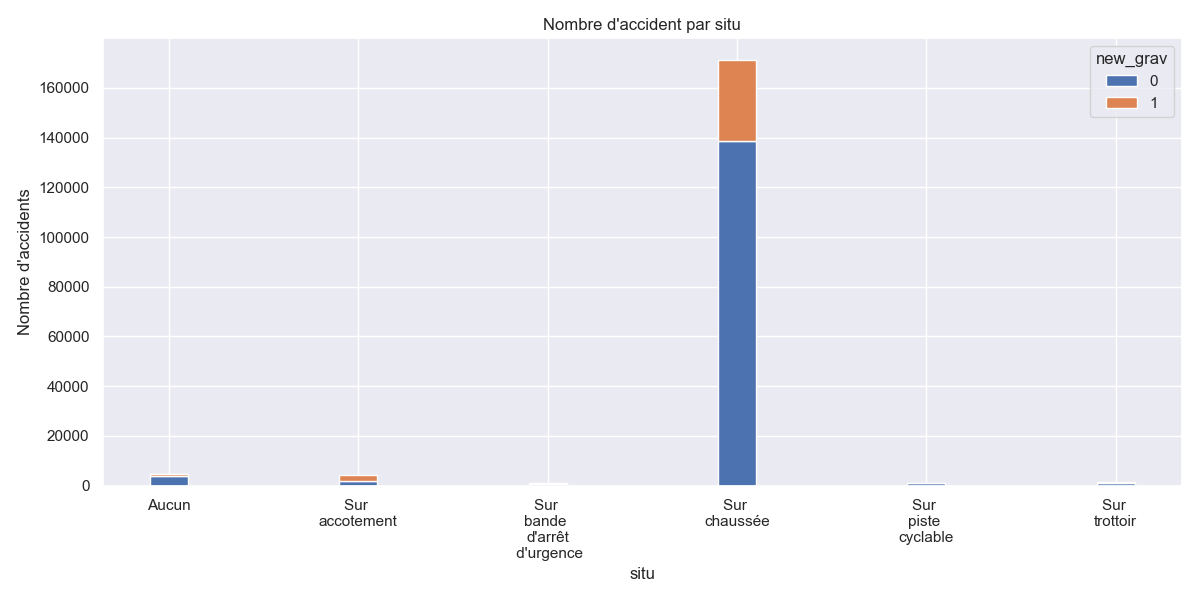 Nombre d'accident par situ
new_grav
0
1
160000
140000
120000
100000
80000
60000
40000
20000
0
Nombre d'accidents
Aucun
Sur
accotement
Sur
bande
d'arrêt
d'urgence
Sur
chaussée
Sur
piste
cyclable
Sur
trottoir
situ